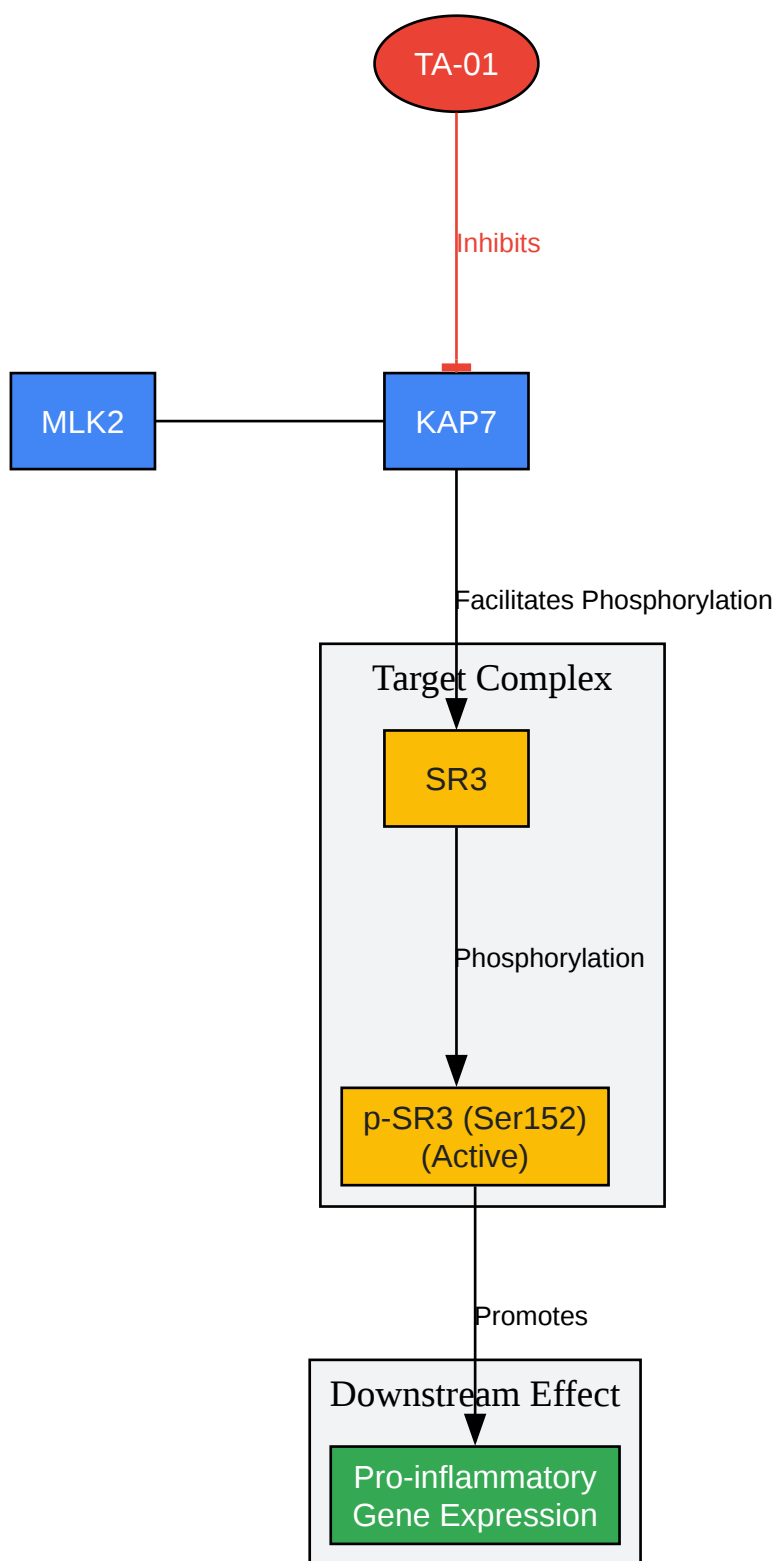 TA-01
Inhibits
MLK2
KAP7
Facilitates Phosphorylation
Target Complex
SR3
Phosphorylation
p-SR3 (Ser152)
(Active)
Promotes
Downstream Effect
Pro-inflammatory
Gene Expression